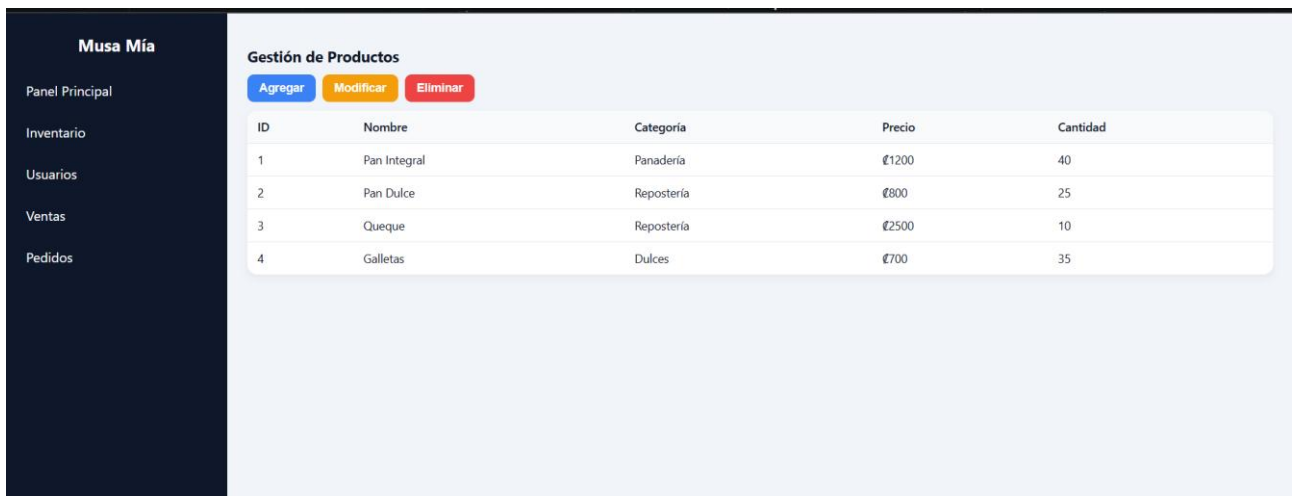 Musa Mía
Panel Principal
Inventario
Usuarios
Ventas
Pedidos
Gestión de Productos
Agregar Modificar Eliminar
ID Nombre Categoría Precio Cantidad
1 Pan Integral Panadería ₡1200 40
2 Pan Dulce Repostería ₡800 25
3 Queque Repostería ₡2500 10
4 Galletas Dulces ₡700 35